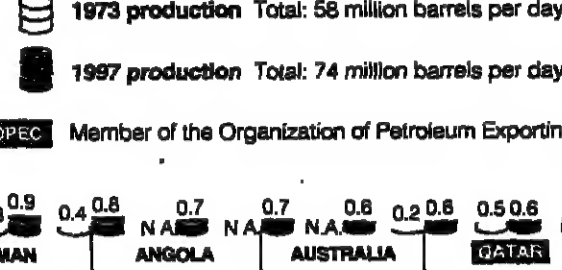 1973 production Total: 58 million barrels per day
1997 production Total: 74 million barrels per day
OPEC Member of the Organization of Petroleum Exportin
0.9 0.4 0.8 N.A. 0.7 N.A. 0.7 N.A. 0.6 0.2 0.6 0.5 0.6
MAN ANGOLA AUSTRALIA QATAR